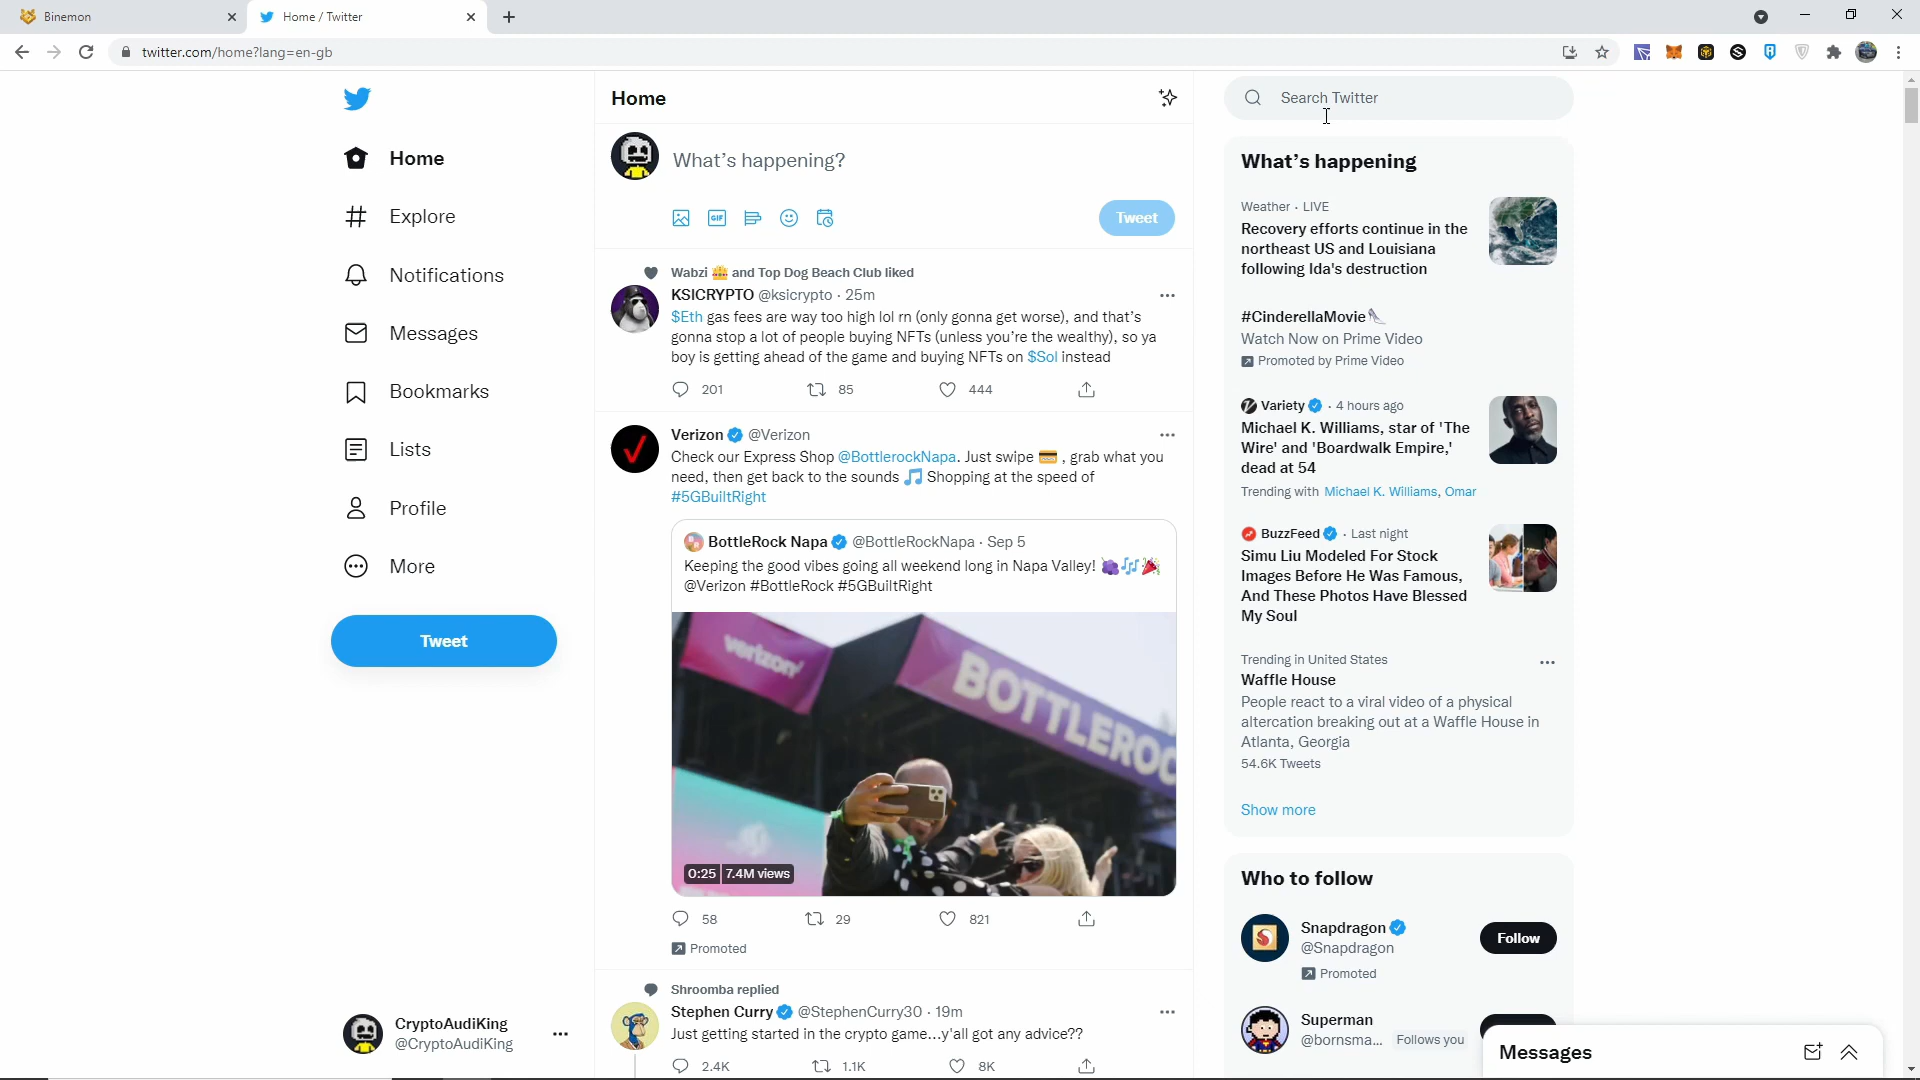 Binemon
Home / Twitter
twitter.com/home?lang=en-gb
Home
Explore
Notifications
Messages
Bookmarks
Lists
Profile
More
Tweet
CryptoAudiKing
@CryptoAudiKing
Home
What's happening?
GIF
Tweet
Wabzi and Top Dog Beach Club liked
KSICRYPTO @ksicrypto · 25m
$Eth gas fees are way too high lol rn (only gonna get worse), and that's
gonna stop a lot of people buying NFTs (unless you're the wealthy), so ya
boy is getting ahead of the game and buying NFTs on $Sol instead
201 85 444
Verizon @Verizon
Check our Express Shop @BottlerockNapa. Just swipe 💳 , grab what you
need, then get back to the sounds 🎵 Shopping at the speed of
#5GBuiltRight
BottleRock Napa @BottleRockNapa · Sep 5
Keeping the good vibes going all weekend long in Napa Valley! 🍇🎶🎉
@Verizon #BottleRock #5GBuiltRight
verizon
BOTTLEROC
0:25 7.4M views
58 29 821
Promoted
Shroomba replied
Stephen Curry @StephenCurry30 · 19m
Just getting started in the crypto game...y'all got any advice??
2.4K 1.1K 8K
Search Twitter
What's happening
Weather · LIVE
Recovery efforts continue in the
northeast US and Louisiana
following Ida's destruction
#CinderellaMovie
Watch Now on Prime Video
Promoted by Prime Video
Variety · 4 hours ago
Michael K. Williams, star of 'The
Wire' and 'Boardwalk Empire,'
dead at 54
Trending with Michael K. Williams, Omar
BuzzFeed · Last night
Simu Liu Modeled For Stock
Images Before He Was Famous,
And These Photos Have Blessed
My Soul
Trending in United States
Waffle House
People react to a viral video of a physical
altercation breaking out at a Waffle House in
Atlanta, Georgia
54.6K Tweets
Show more
Who to follow
Snapdragon
@Snapdragon
Follow
Promoted
Superman
@bornsma... Follows you
Messages